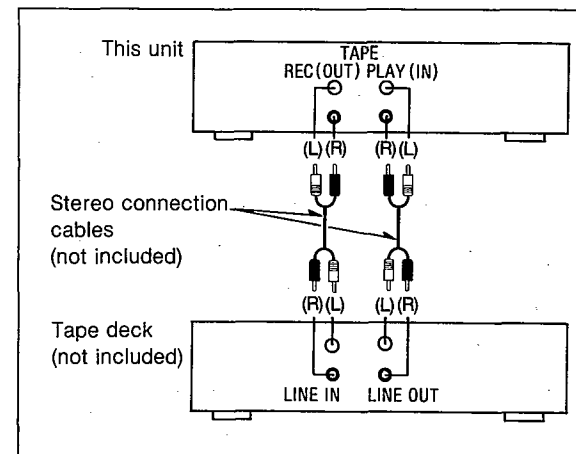 This unit
TAPE
REC(OUT) PLAY(IN)
(L) (R) (R) (L)
Stereo connection
cables
(not included)
(R) (L) (L) (R)
Tape deck
(not included)
LINE IN LINE OUT